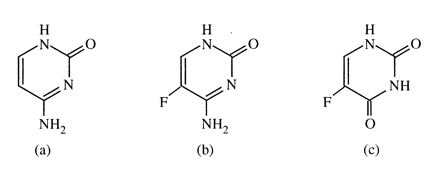 H N O N NH₂ (a)
H N O F N NH₂ (b)
H N O F NH O (c)